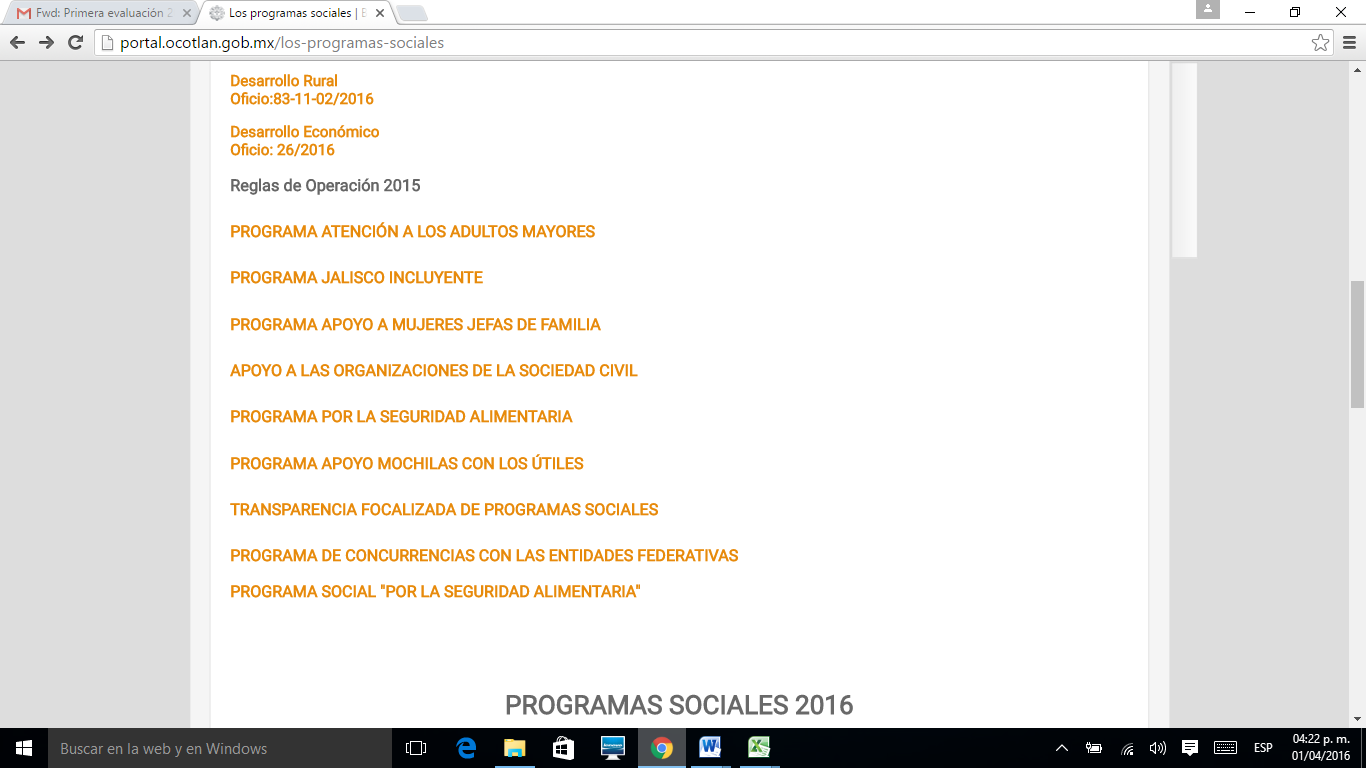 Fwd: Primera evaluación 2
Los programas sociales | E
portal.ocotlan.gob.mx/los-programas-sociales
Desarrollo Rural
Oficio:83-11-02/2016
Desarrollo Económico
Oficio: 26/2016
Reglas de Operación 2015
PROGRAMA ATENCIÓN A LOS ADULTOS MAYORES
PROGRAMA JALISCO INCLUYENTE
PROGRAMA APOYO A MUJERES JEFAS DE FAMILIA
APOYO A LAS ORGANIZACIONES DE LA SOCIEDAD CIVIL
PROGRAMA POR LA SEGURIDAD ALIMENTARIA
PROGRAMA APOYO MOCHILAS CON LOS ÚTILES
TRANSPARENCIA FOCALIZADA DE PROGRAMAS SOCIALES
PROGRAMA DE CONCURRENCIAS CON LAS ENTIDADES FEDERATIVAS
PROGRAMA SOCIAL "POR LA SEGURIDAD ALIMENTARIA"
PROGRAMAS SOCIALES 2016
Buscar en la web y en Windows
ESP
04:22 p. m.
01/04/2016